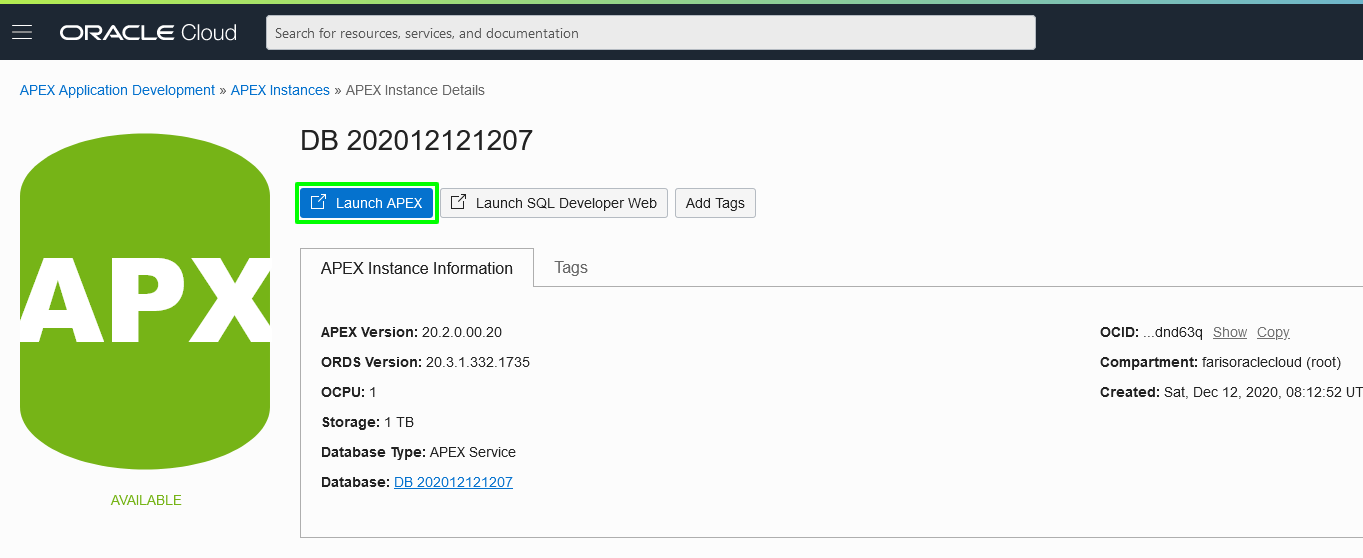 ORACLE Cloud
Search for resources, services, and documentation
APEX Application Development » APEX Instances » APEX Instance Details
APX
AVAILABLE
DB 202012121207
Launch APEX
Launch SQL Developer Web
Add Tags
APEX Instance Information
Tags
APEX Version: 20.2.0.00.20
ORDS Version: 20.3.1.332.1735
OCPU: 1
Storage: 1 TB
Database Type: APEX Service
Database: DB 202012121207
OCID: ...dnd63q Show Copy
Compartment: farisoraclecloud (root)
Created: Sat, Dec 12, 2020, 08:12:52 UT